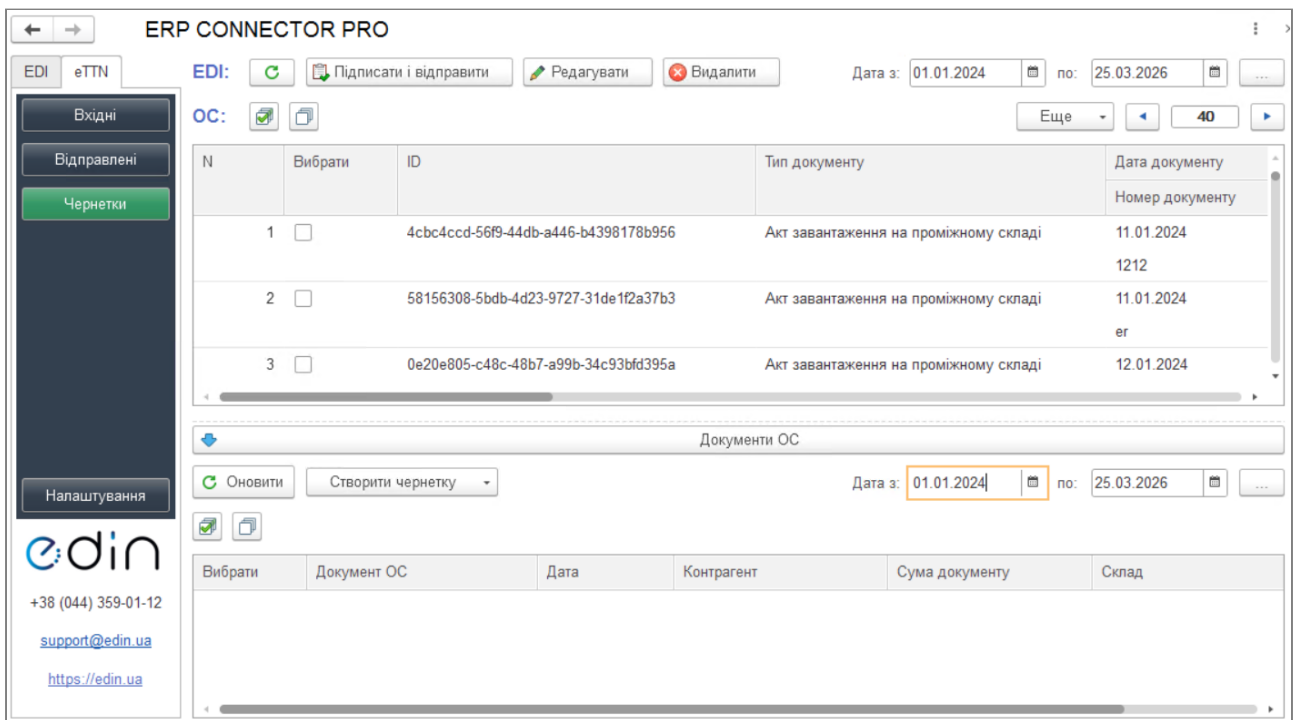 ERP CONNECTOR PRO
EDI eTTN
EDI: Підписати і відправити Редагувати Видалити Дата з: 01.01.2024 по: 25.03.2026 ...
Вхідні
ОС: Еще 40
Відправлені
N Вибрати ID Тип документу Дата документу
Номер документу
Чернетки
1 4cbc4ccd-56f9-44db-a446-b4398178b956 Акт завантаження на проміжному складі 11.01.2024
1212
2 58156308-5bdb-4d23-9727-31de1f2a37b3 Акт завантаження на проміжному складі 11.01.2024
er
3 0e20e805-c48c-48b7-a99b-34c93bfd395a Акт завантаження на проміжному складі 12.01.2024
Документи ОС
Оновити Створити чернетку Дата з: 01.01.2024 по: 25.03.2026 ...
Налаштування
edin
Вибрати Документ ОС Дата Контрагент Сума документу Склад
+38 (044) 359-01-12
support@edin.ua
https://edin.ua